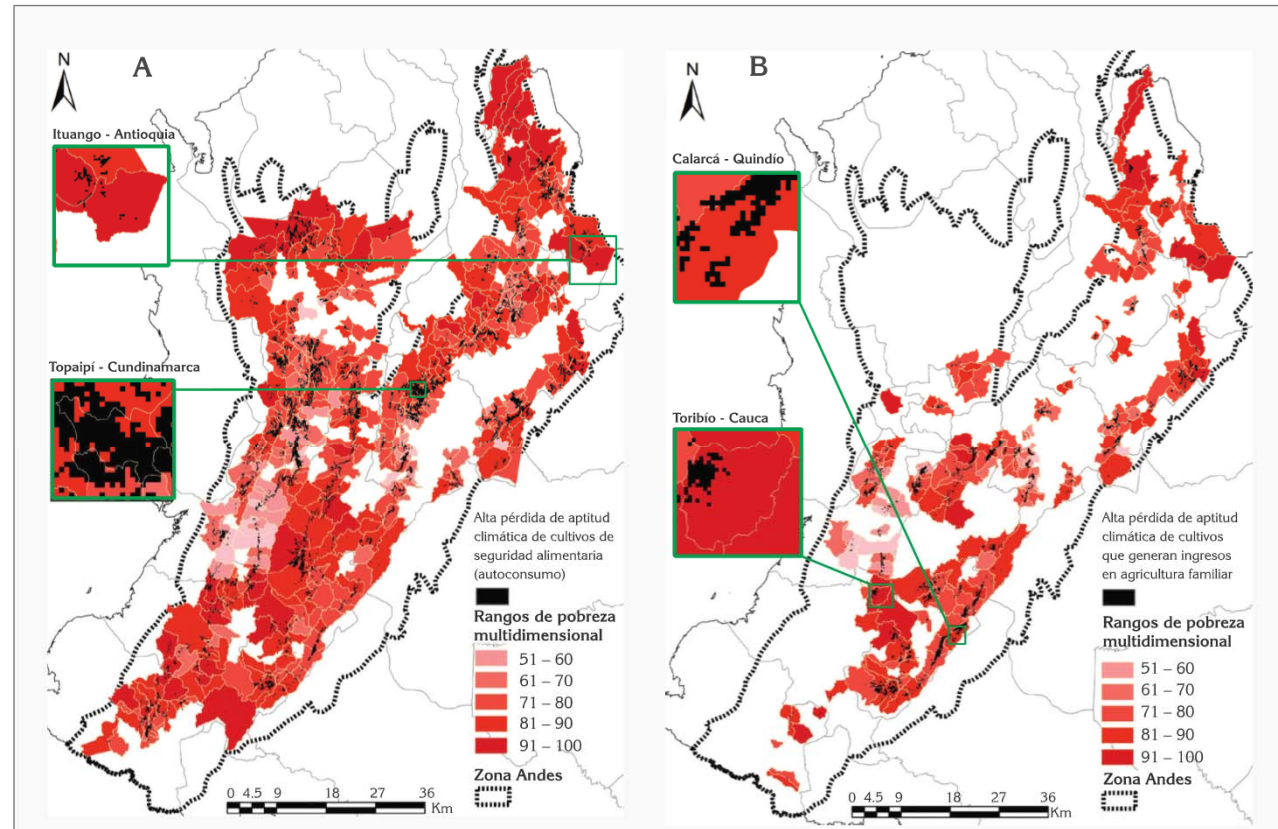 N
A
Ituango - Antioquia
Topaipí - Cundinamarca
Alta pérdida de aptitud
climática de cultivos de
seguridad alimentaria
(autoconsumo)
Rangos de pobreza
multidimensional
51 – 60
61 – 70
71 – 80
81 – 90
91 – 100
Zona Andes
0 4.5 9 18 27 36
Km
N
B
Calarcá - Quindío
Toribío - Cauca
Alta pérdida de aptitud
climática de cultivos
que generan ingresos
en agricultura familiar
Rangos de pobreza
multidimensional
51 – 60
61 – 70
71 – 80
81 – 90
91 – 100
Zona Andes
0 4.5 9 18 27 36
Km